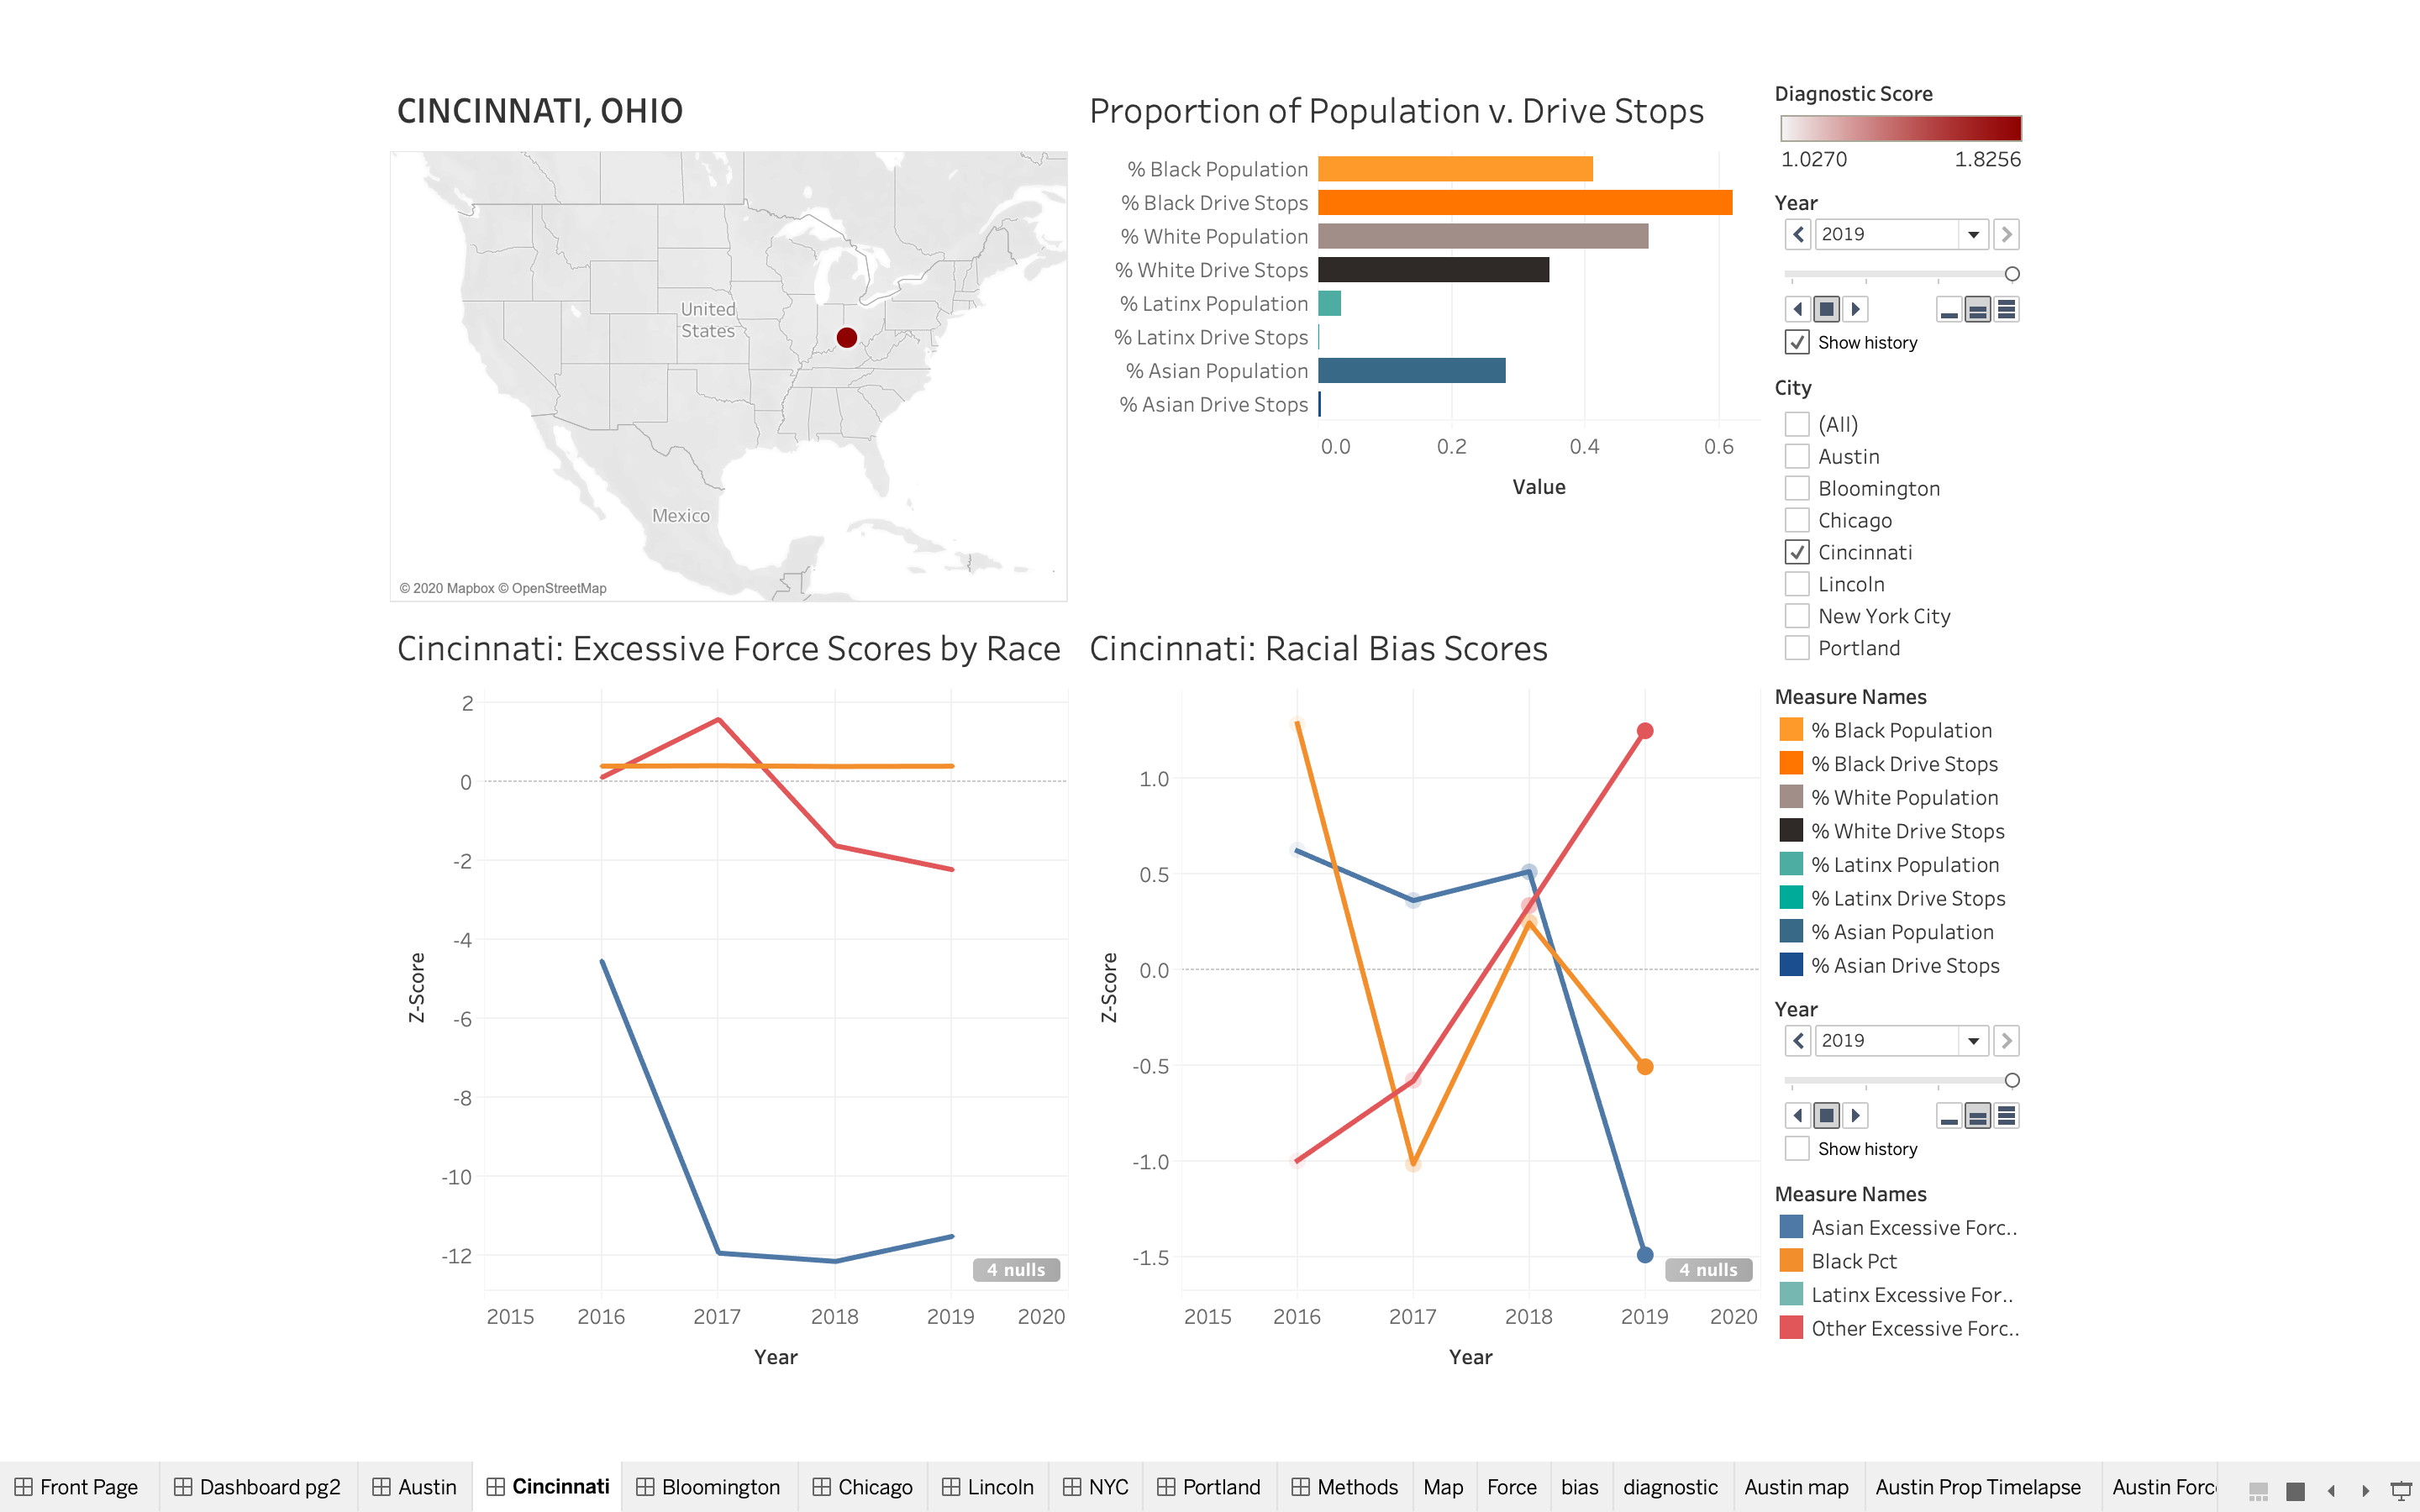 CINCINNATI, OHIO
United
States
Mexico
© 2020 Mapbox © OpenStreetMap
Proportion of Population v. Drive Stops
% Black Population
% Black Drive Stops
% White Population
% White Drive Stops
% Latinx Population
% Latinx Drive Stops
% Asian Population
% Asian Drive Stops
0.0 0.2 0.4 0.6
Value
Diagnostic Score
1.0270 1.8256
Year
2019
Show history
City
(All)
Austin
Bloomington
Chicago
Cincinnati
Lincoln
New York City
Portland
Cincinnati: Excessive Force Scores by Race
Z-Score
2
0
-2
-4
-6
-8
-10
-12
4 nulls
2015 2016 2017 2018 2019 2020
Year
Cincinnati: Racial Bias Scores
Z-Score
1.0
0.5
0.0
-0.5
-1.0
-1.5
4 nulls
2015 2016 2017 2018 2019 2020
Year
Measure Names
% Black Population
% Black Drive Stops
% White Population
% White Drive Stops
% Latinx Population
% Latinx Drive Stops
% Asian Population
% Asian Drive Stops
Year
2019
Show history
Measure Names
Asian Excessive Forc..
Black Pct
Latinx Excessive For..
Other Excessive Forc..
Front Page Dashboard pg2 Austin Cincinnati Bloomington Chicago Lincoln NYC Portland Methods Map Force bias diagnostic Austin map Austin Prop Timelapse Austin Forc